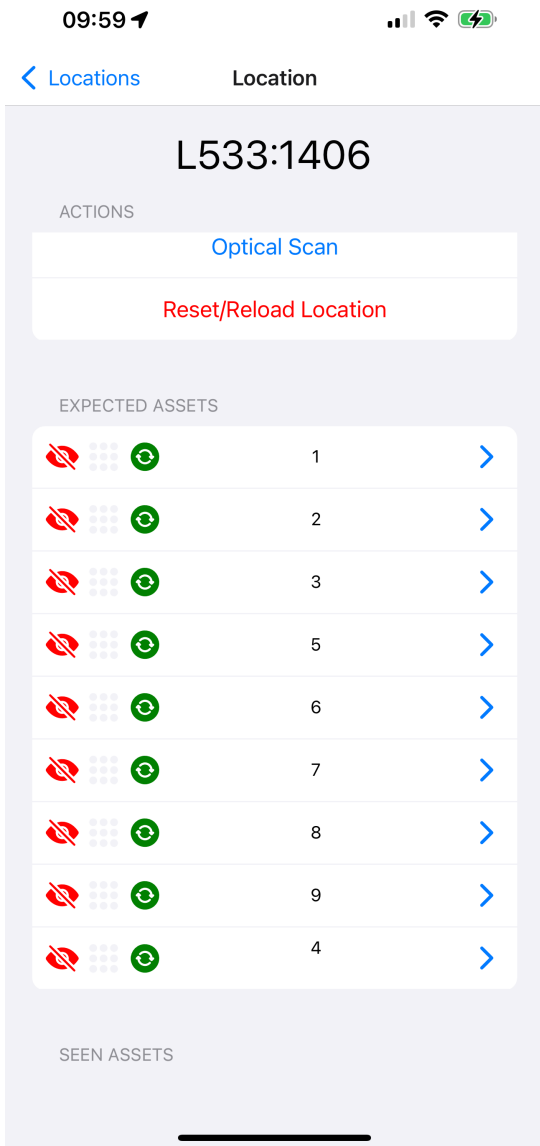 09:59
Locations Location
L533:1406
ACTIONS
Optical Scan
Reset/Reload Location
EXPECTED ASSETS
1
2
3
5
6
7
8
9
4
SEEN ASSETS